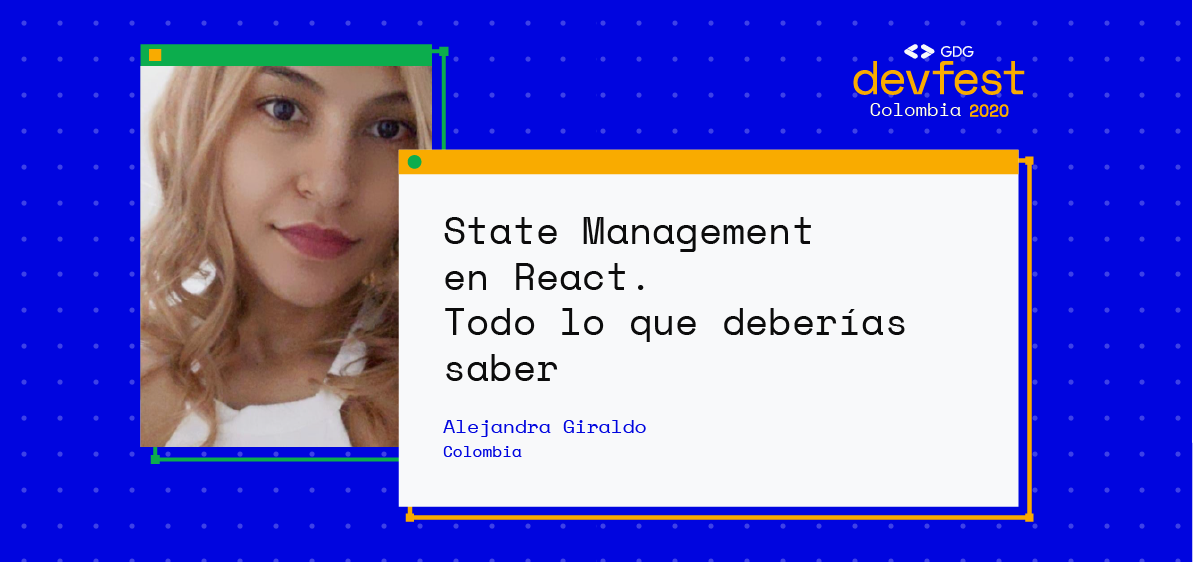 GDG
devfest
Colombia 2020
State Management
en React.
Todo lo que deberías
saber
Alejandra Giraldo
Colombia